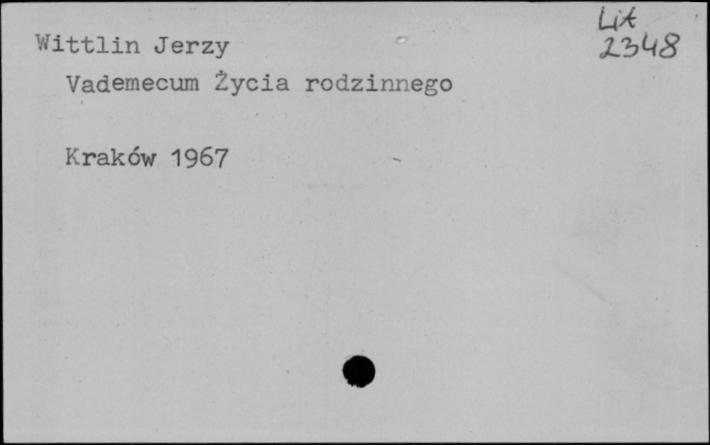 Lit
Wittlin Jerzy
2348
Vademecum Życia rodzinnego
Kraków 1967